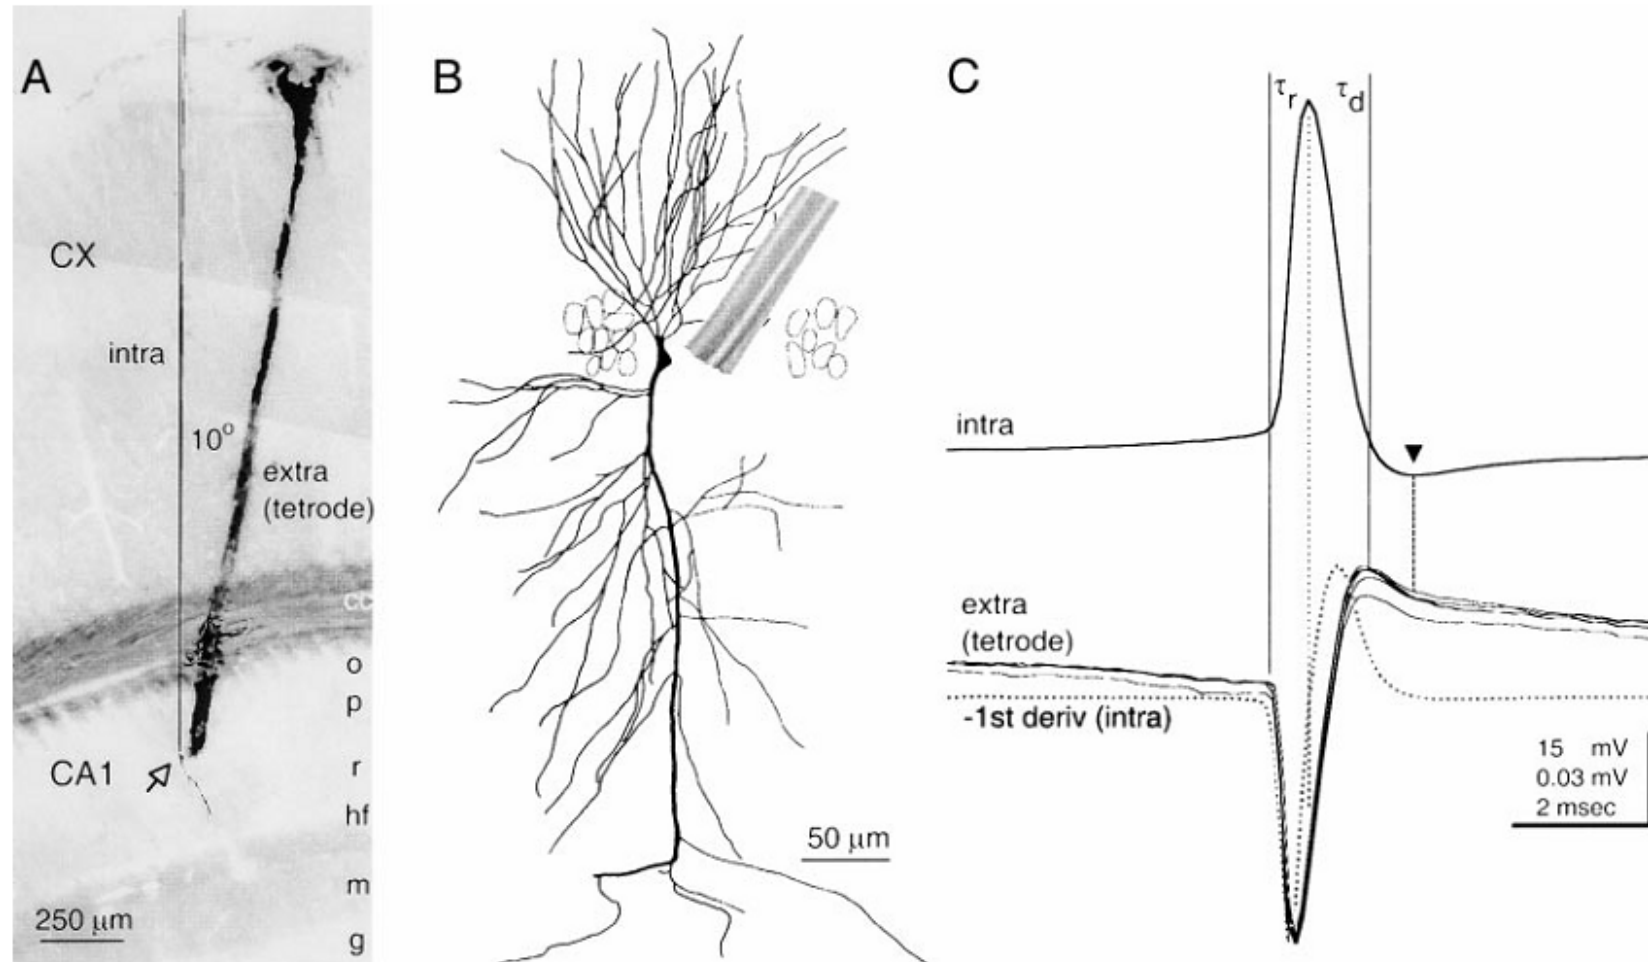 A
CX
intra
10°
extra
(tetrode)
cc
o
p
CA1
r
hf
m
g
250 µm
B
50 µm
C
τr
τd
intra
extra
(tetrode)
-1st deriv (intra)
15 mV
0.03 mV
2 msec